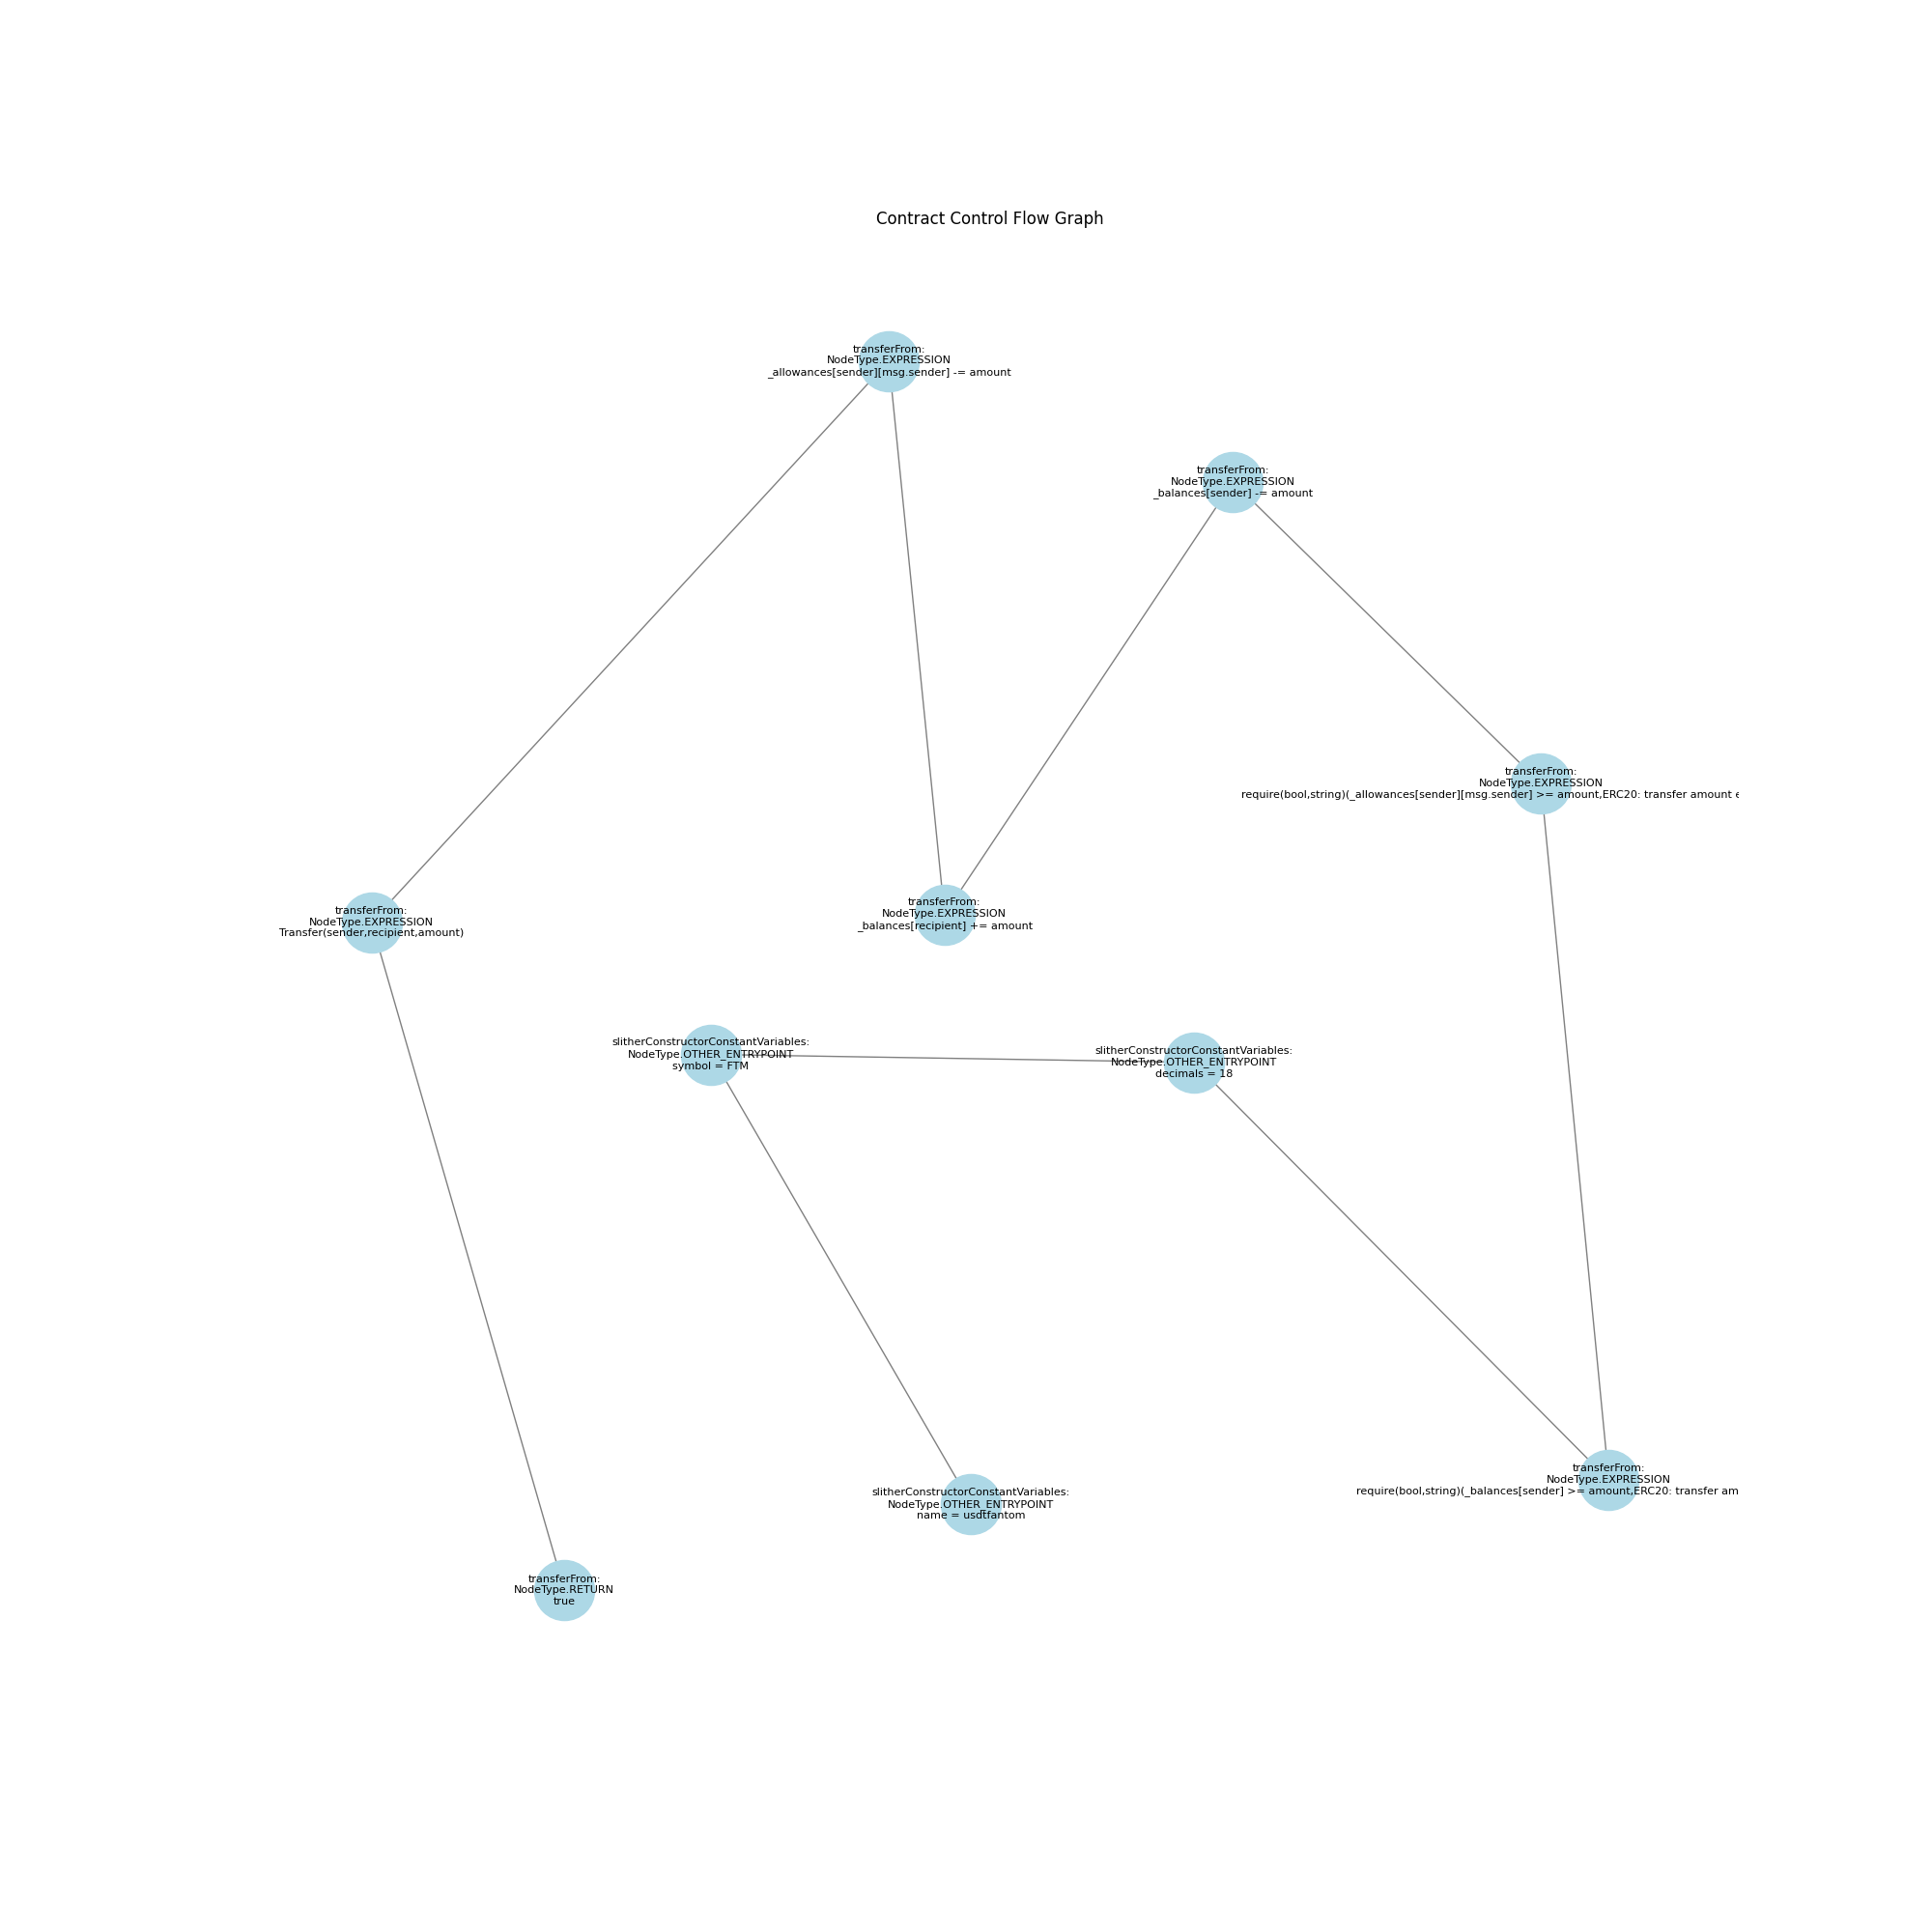 Contract Control Flow Graph
transferFrom:
NodeType.EXPRESSION
_allowances[sender][msg.sender] -= amount
transferFrom:
NodeType.EXPRESSION
_balances[sender] -= amount
transferFrom:
NodeType.EXPRESSION
require(bool,string)(_allowances[sender][msg.sender] >= amount,ERC20: transfer amount
transferFrom:
NodeType.EXPRESSION
Transfer(sender,recipient,amount)
transferFrom:
NodeType.EXPRESSION
_balances[recipient] += amount
slitherConstructorConstantVariables:
NodeType.OTHER_ENTRYPOINT
symbol = FTM
slitherConstructorConstantVariables:
NodeType.OTHER_ENTRYPOINT
decimals = 18
transferFrom:
NodeType.EXPRESSION
require(bool,string)(_balances[sender] >= amount,ERC20: transfer am
slitherConstructorConstantVariables:
NodeType.OTHER_ENTRYPOINT
name = usdtfantom
transferFrom:
NodeType.RETURN
true